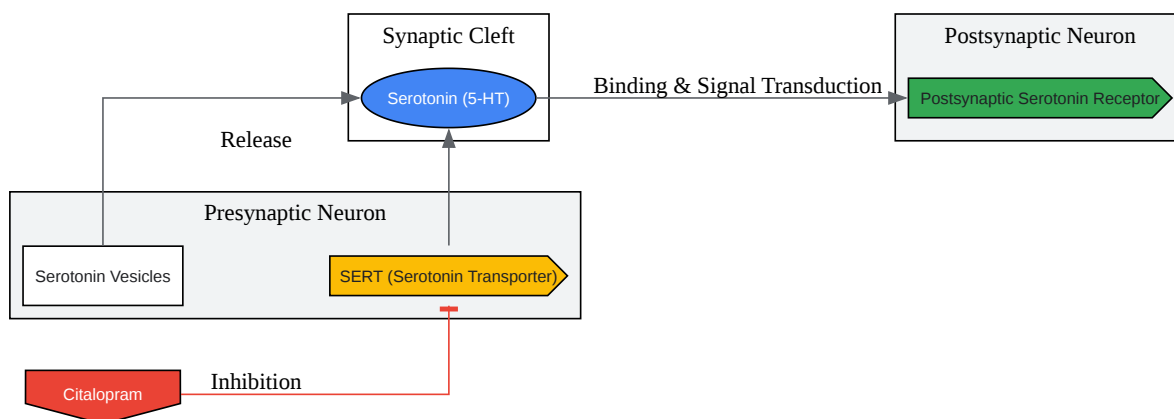 Synaptic Cleft
Postsynaptic Neuron
Serotonin (5-HT)
Binding & Signal Transduction
Postsynaptic Serotonin Receptor
Release
Presynaptic Neuron
Serotonin Vesicles
SERT (Serotonin Transporter)
Citalopram
Inhibition